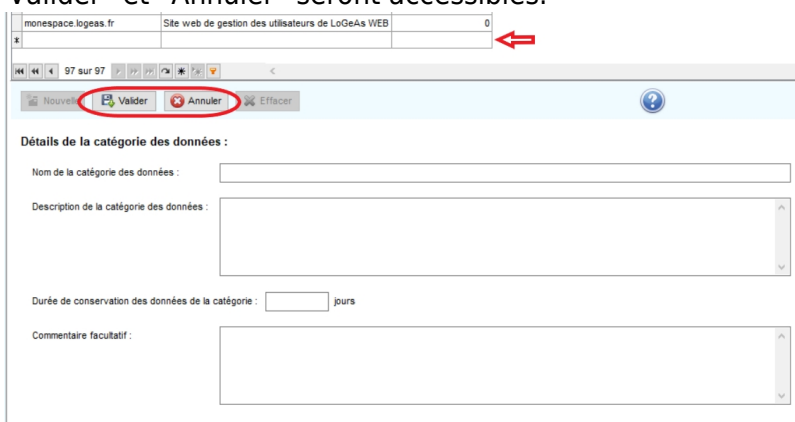 "Valider" et "Annuler" seront accessibles.
monespace.logeas.fr Site web de gestion des utilisateurs de LoGeAs WEB 0
97 sur 97
Valider Annuler Effacer
Détails de la catégorie des données :
Nom de la catégorie des données :
Description de la catégorie des données :
Durée de conservation des données de la catégorie : jours
Commentaire facultatif :